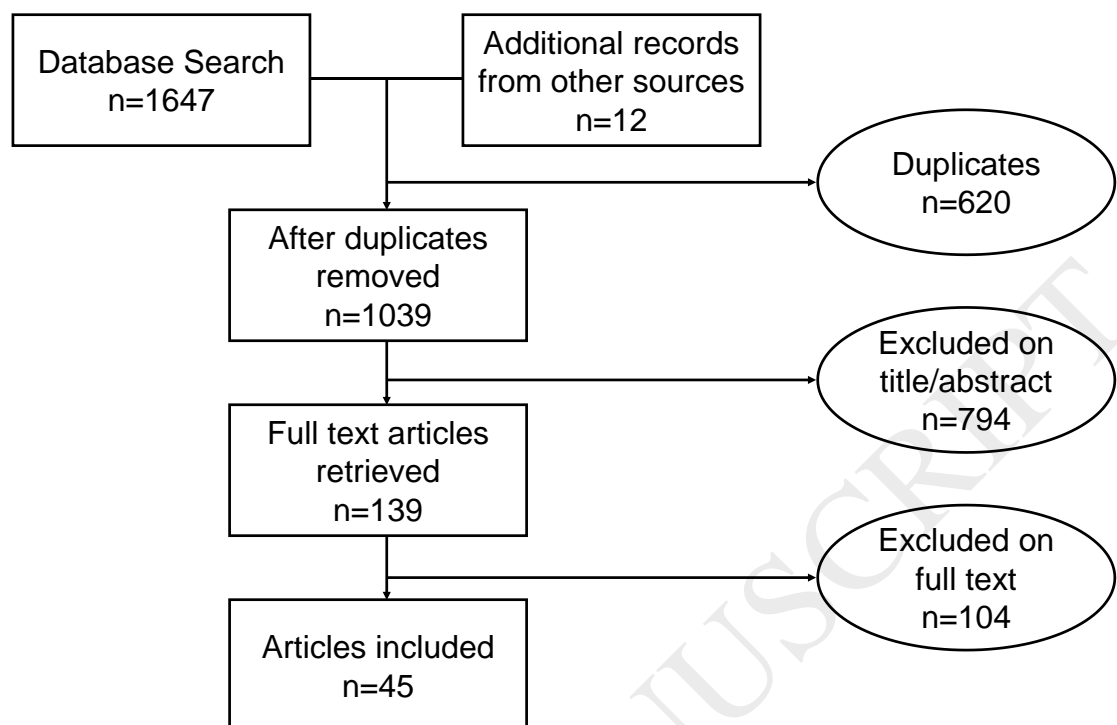 Database Search
n=1647
Additional records
from other sources
n=12
Duplicates
n=620
After duplicates
removed
n=1039
Excluded on
title/abstract
n=794
Full text articles
retrieved
n=139
Excluded on
full text
n=104
Articles included
n=45
NUSCRIPT